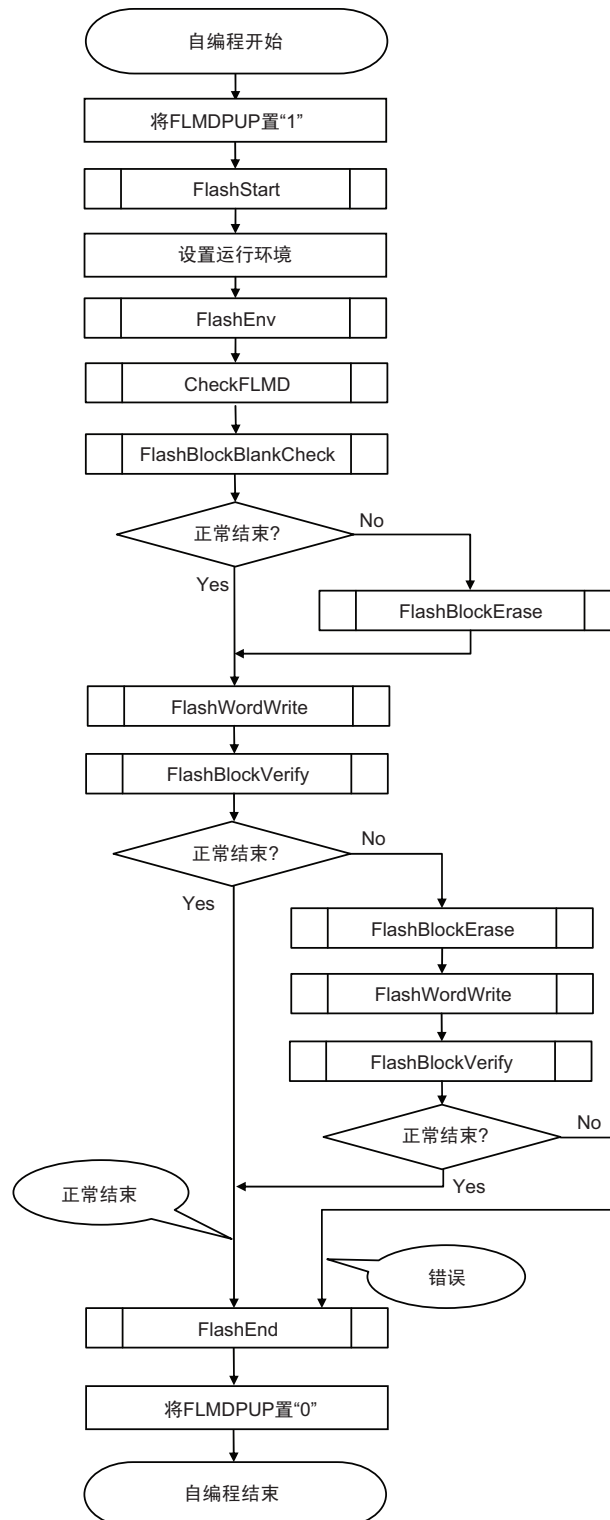 自编程开始
将FLMDPUP置“1”
FlashStart
设置运行环境
FlashEnv
CheckFLMD
FlashBlockBlankCheck
正常结束?
No
Yes
FlashBlockErase
FlashWordWrite
FlashBlockVerify
正常结束?
No
Yes
FlashBlockErase
FlashWordWrite
FlashBlockVerify
正常结束?
No
Yes
正常结束
错误
FlashEnd
将FLMDPUP置“0”
自编程结束